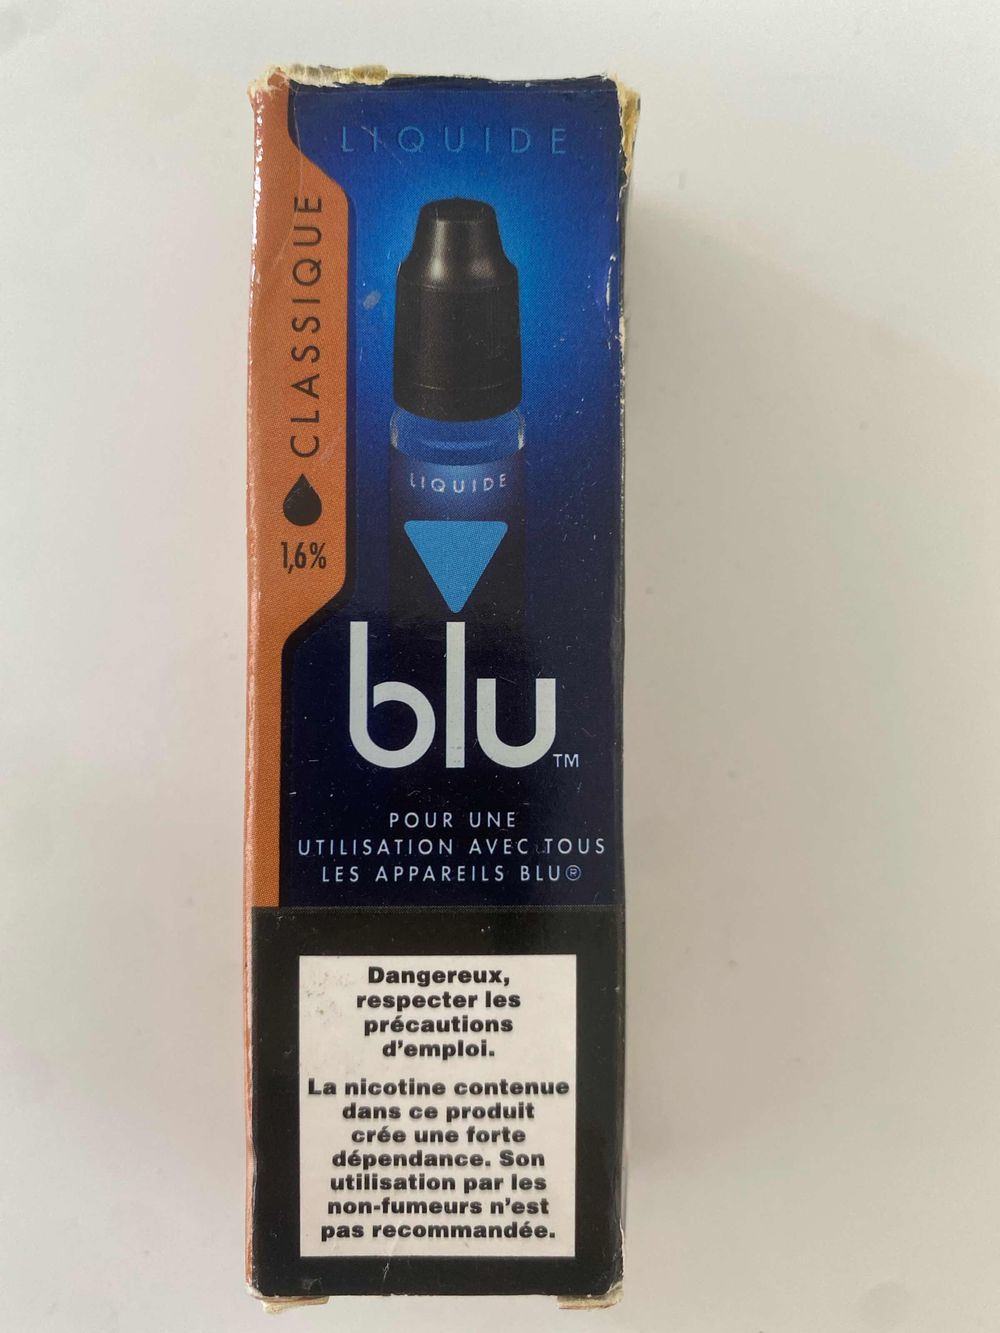 LIQUIDE
CLASSIQUE
1,6%
LIQUIDE
blu™
POUR UNE
UTILISATION AVEC TOUS
LES APPAREILS BLU®
Dangereux,
respecter les
précautions
d'emploi.
La nicotine contenue
dans ce produit
crée une forte
dépendance. Son
utilisation par les
non-fumeurs n'est
pas recommandée.